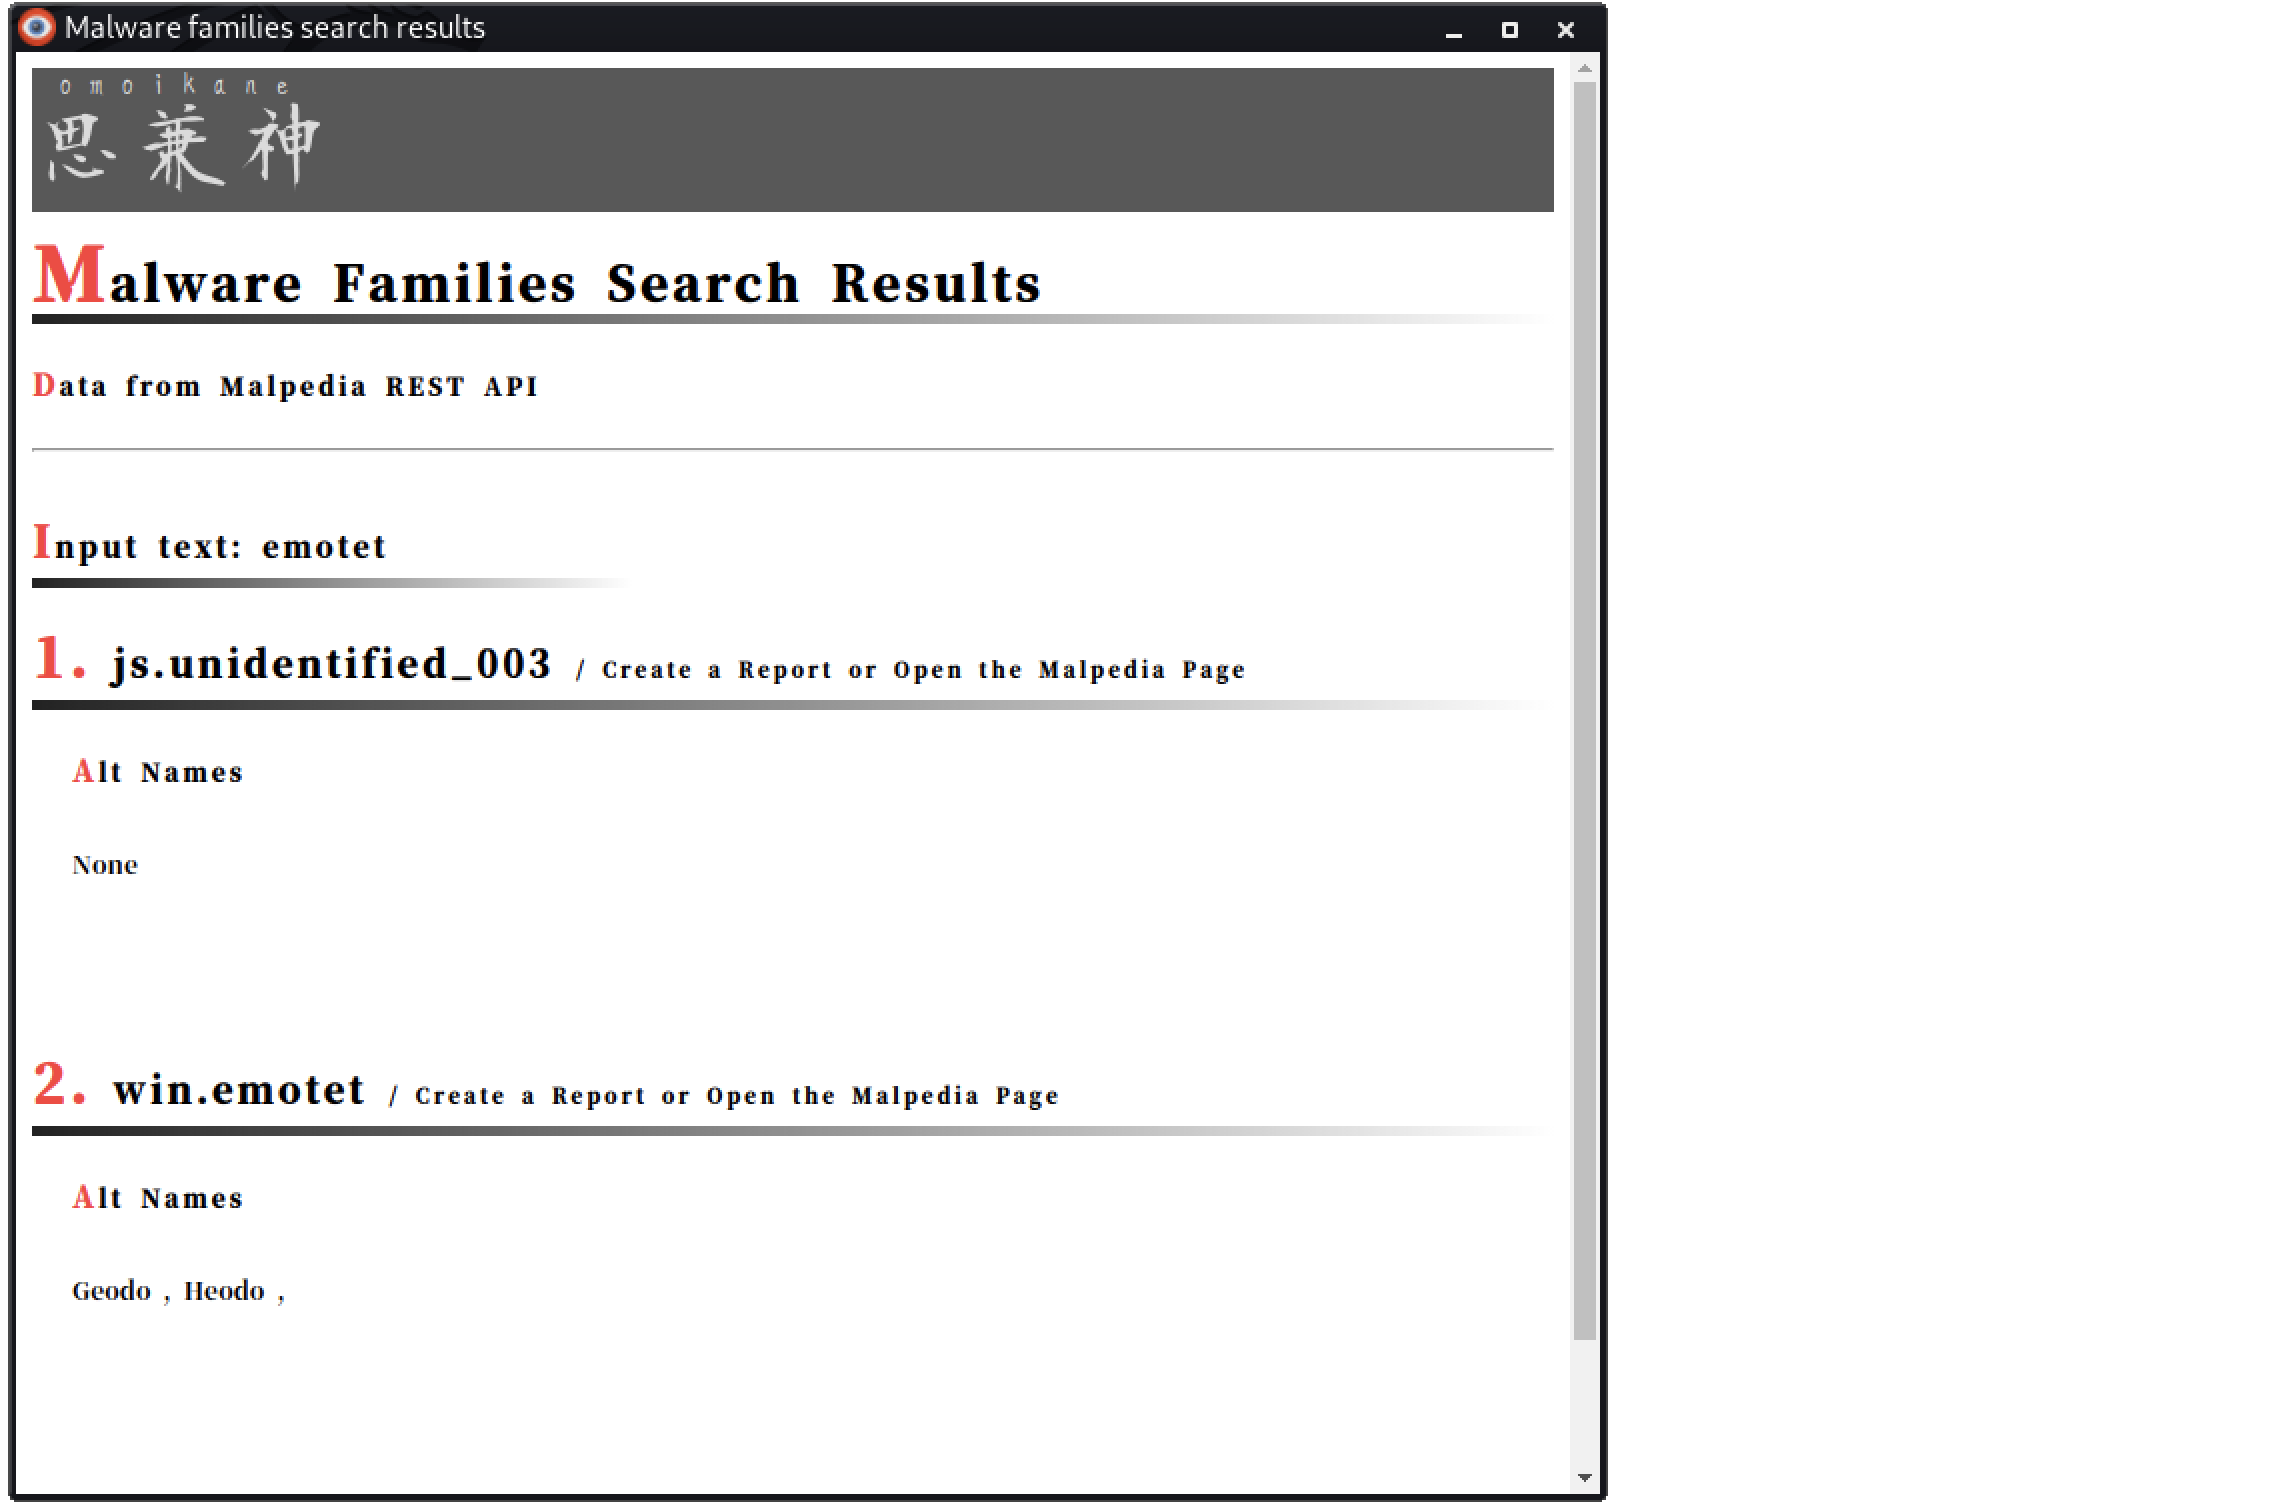 Malware families search results
omoikane
思兼神
Malware Families Search Results
Data from Malpedia REST API
Input text: emotet
1. js.unidentified_003 / Create a Report or Open the Malpedia Page
Alt Names
None
2. win.emotet / Create a Report or Open the Malpedia Page
Alt Names
Geodo , Heodo ,